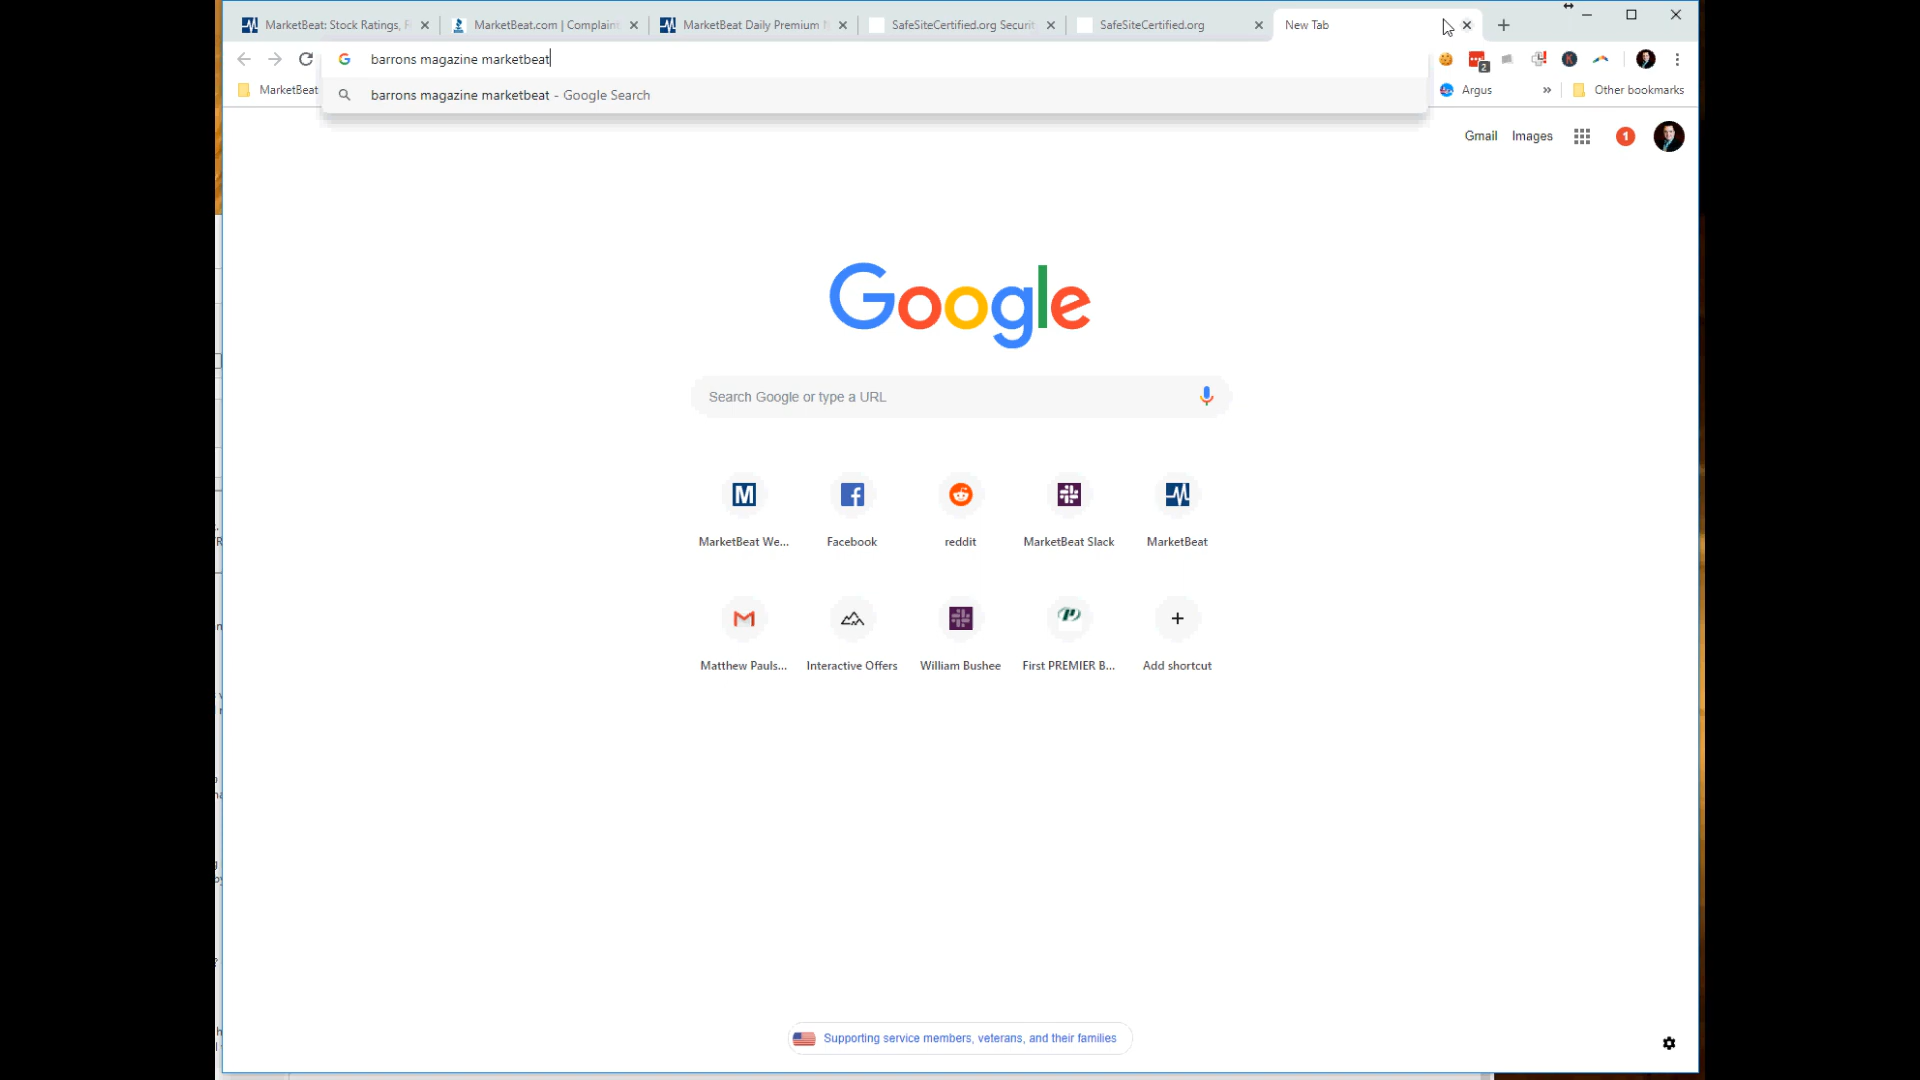 MarketBeat: Stock Ratings,
MarketBeat.com | Complaint
MarketBeat Daily Premium
SafeSiteCertified.org Securit
SafeSiteCertified.org
New Tab
barrons magazine marketbeat
2
MarketBeat
barrons magazine marketbeat - Google Search
Argus
Other bookmarks
Gmail
Images
1
Google
Search Google or type a URL
MarketBeat We...
Facebook
reddit
MarketBeat Slack
MarketBeat
Matthew Pauls...
Interactive Offers
William Bushee
First PREMIER B...
Add shortcut
Supporting service members, veterans, and their families